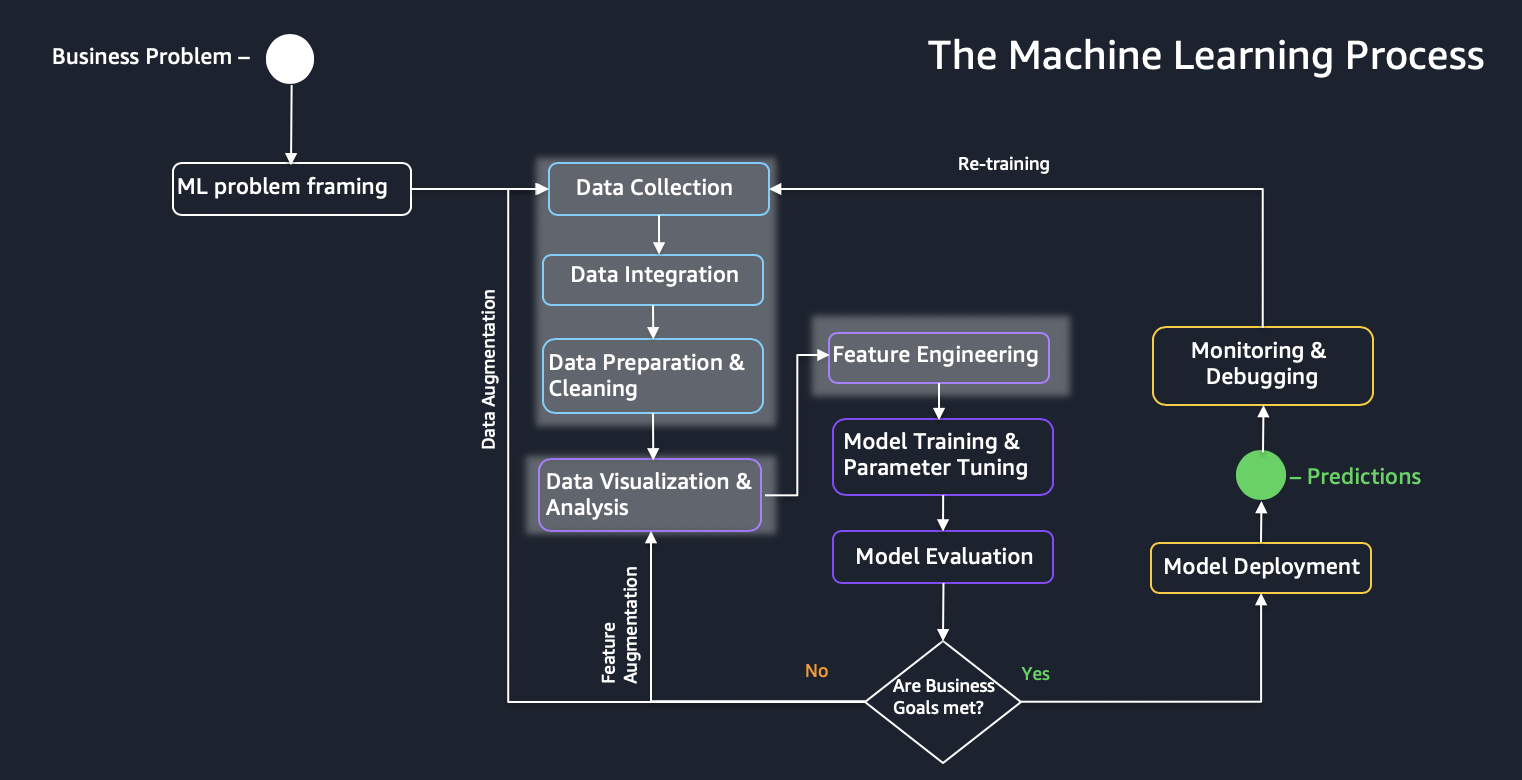 Business Problem –
The Machine Learning Process
ML problem framing
Data Collection
Re-training
Data Integration
Data Augmentation
Data Preparation &
Cleaning
Feature Engineering
Monitoring &
Debugging
Data Visualization &
Analysis
Model Training &
Parameter Tuning
– Predictions
Model Evaluation
Model Deployment
Feature
Augmentation
No
Yes
Are Business
Goals met?